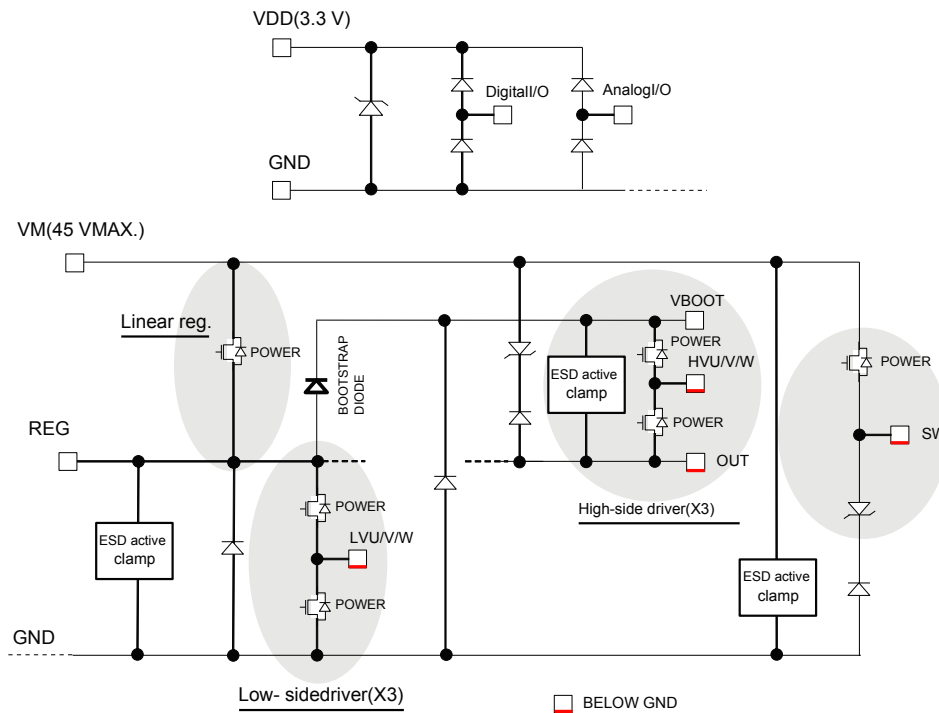 VDD(3.3 V)
DigitalI/O
AnalogI/O
GND
VM(45 VMAX.)
Linear reg.
POWER
BOOTSTRAP
DIODE
VBOOT
POWER
HVU/V/W
ESD active
clamp
POWER
POWER
REG
SW
OUT
High-side driver(X3)
POWER
ESD active
clamp
LVU/V/W
POWER
ESD active
clamp
GND
Low- sidedriver(X3)
BELOW GND